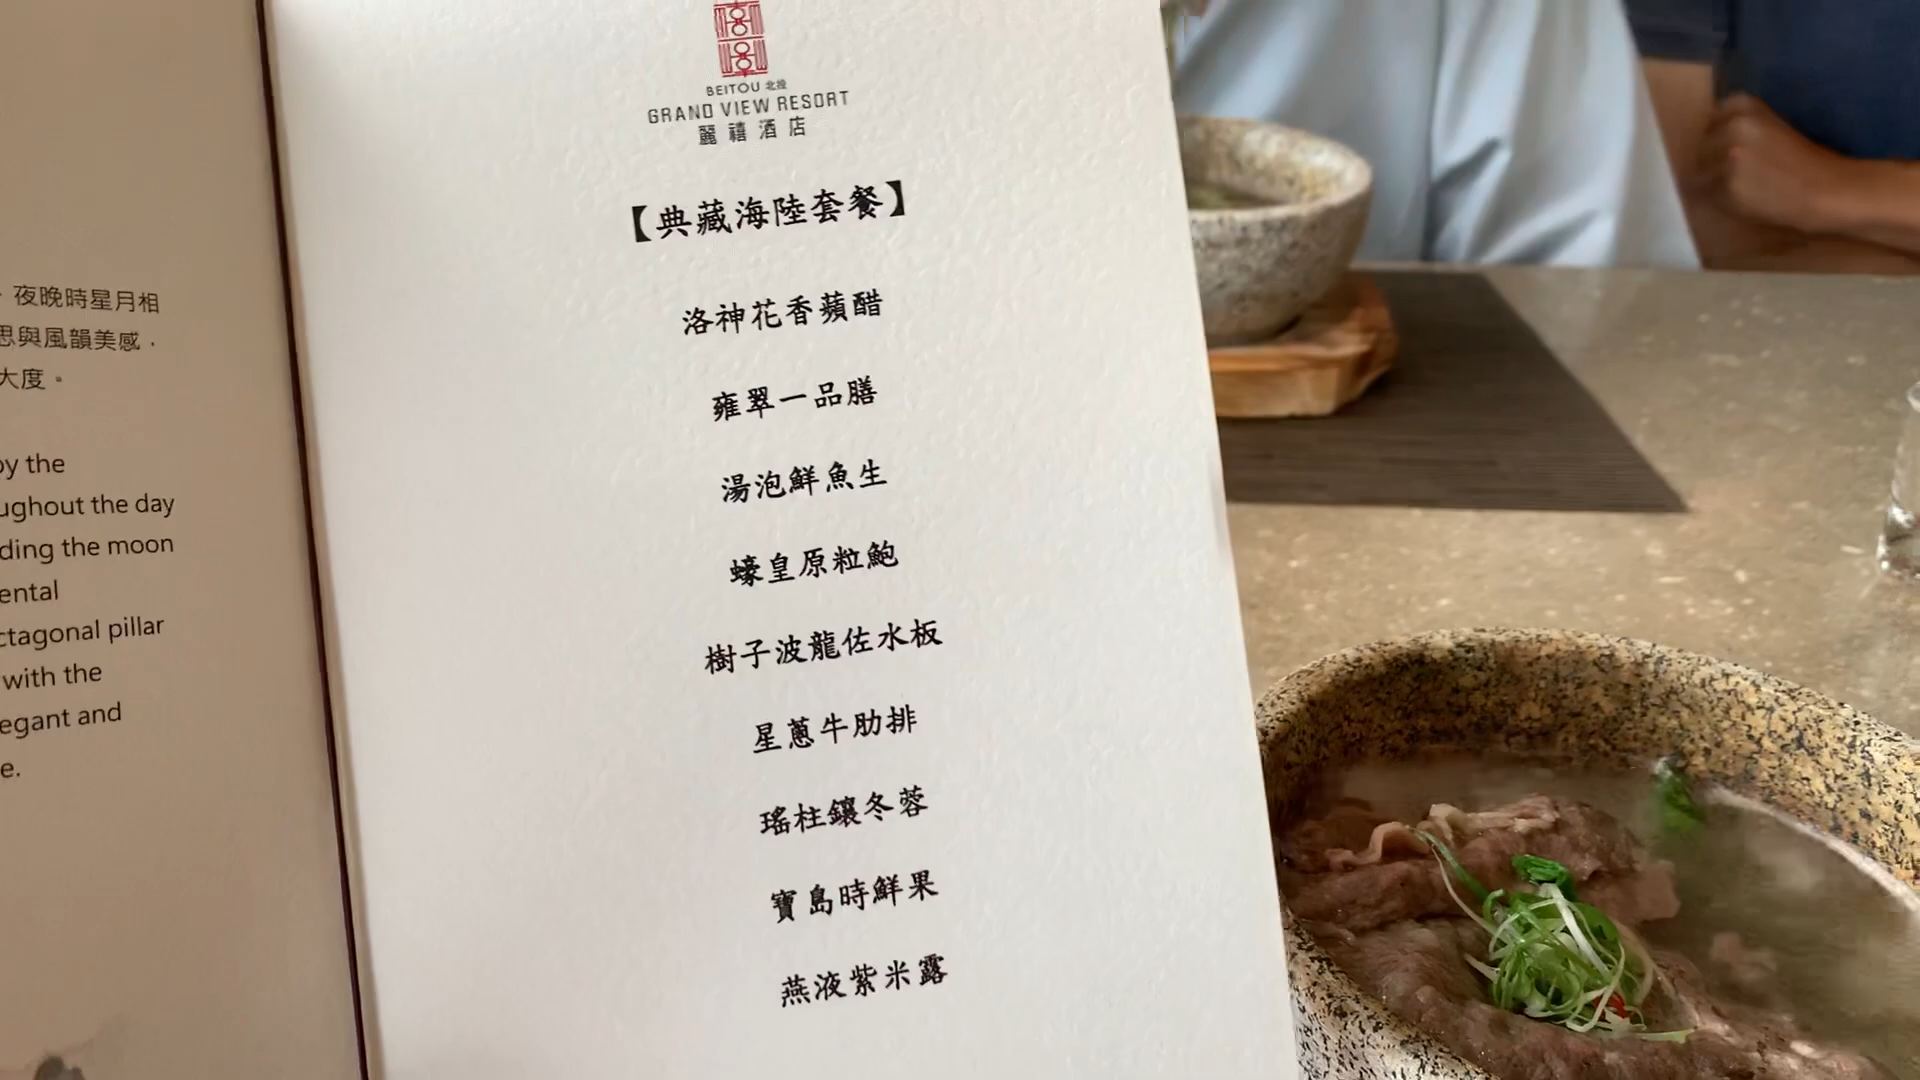 夜晚時星月相
思與風韻美感，
大度。
by the
ughout the day
ding the moon
ental
ctagonal pillar
with the
egant and
e.
BEITOU 北投
GRAND VIEW RESORT
麗禧酒店
【典藏海陸套餐】
洛神花香蘋醋
雍翠一品膳
湯泡鮮魚生
蠔皇原粒鮑
樹子波龍佐水板
星蔥牛肋排
瑤柱鑲冬蓉
寶島時鮮果
燕液紫米露